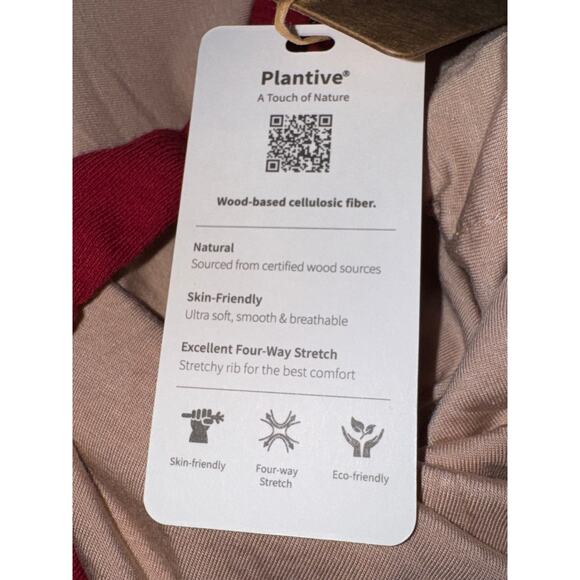 Plantive®
A Touch of Nature
Wood-based cellulosic fiber.
Natural
Sourced from certified wood sources
Skin-Friendly
Ultra soft, smooth & breathable
Excellent Four-Way Stretch
Stretchy rib for the best comfort
Skin-friendly
Four-way
Stretch
Eco-friendly